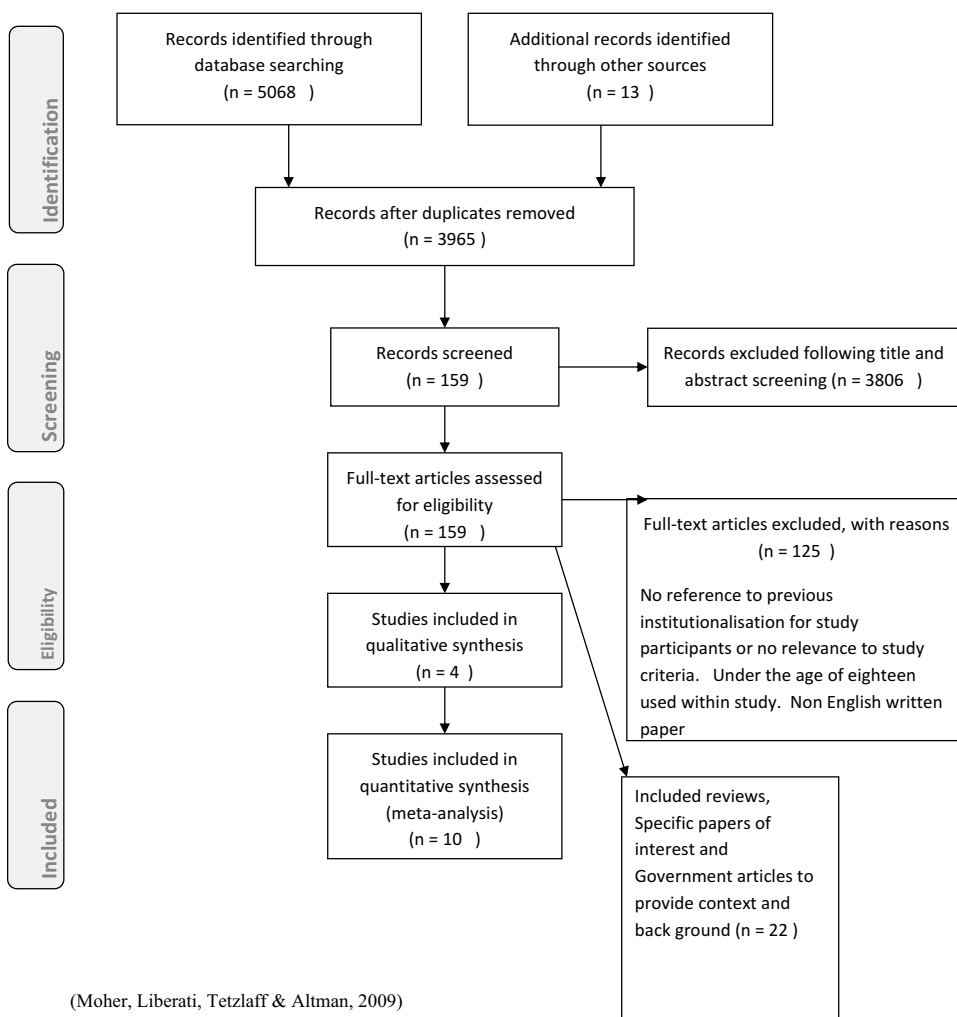 Records identified through
database searching
(n = 5068 )
Additional records identified
through other sources
(n = 13 )
Identification
Records after duplicates removed
(n = 3965 )
Screening
Records screened
(n = 159 )
Records excluded following title and
abstract screening (n = 3806 )
Full-text articles assessed
for eligibility
(n = 159 )
Full-text articles excluded, with reasons
(n = 125 )
No reference to previous
institutionalisation for study
participants or no relevance to study
criteria. Under the age of eighteen
used within study. Non English written
paper
Eligibility
Studies included in
qualitative synthesis
(n = 4 )
Included
Studies included in
quantitative synthesis
(meta-analysis)
(n = 10 )
Included reviews,
Specific papers of
interest and
Government articles to
provide context and
back ground (n = 22 )
(Moher, Liberati, Tetzlaff & Altman, 2009)